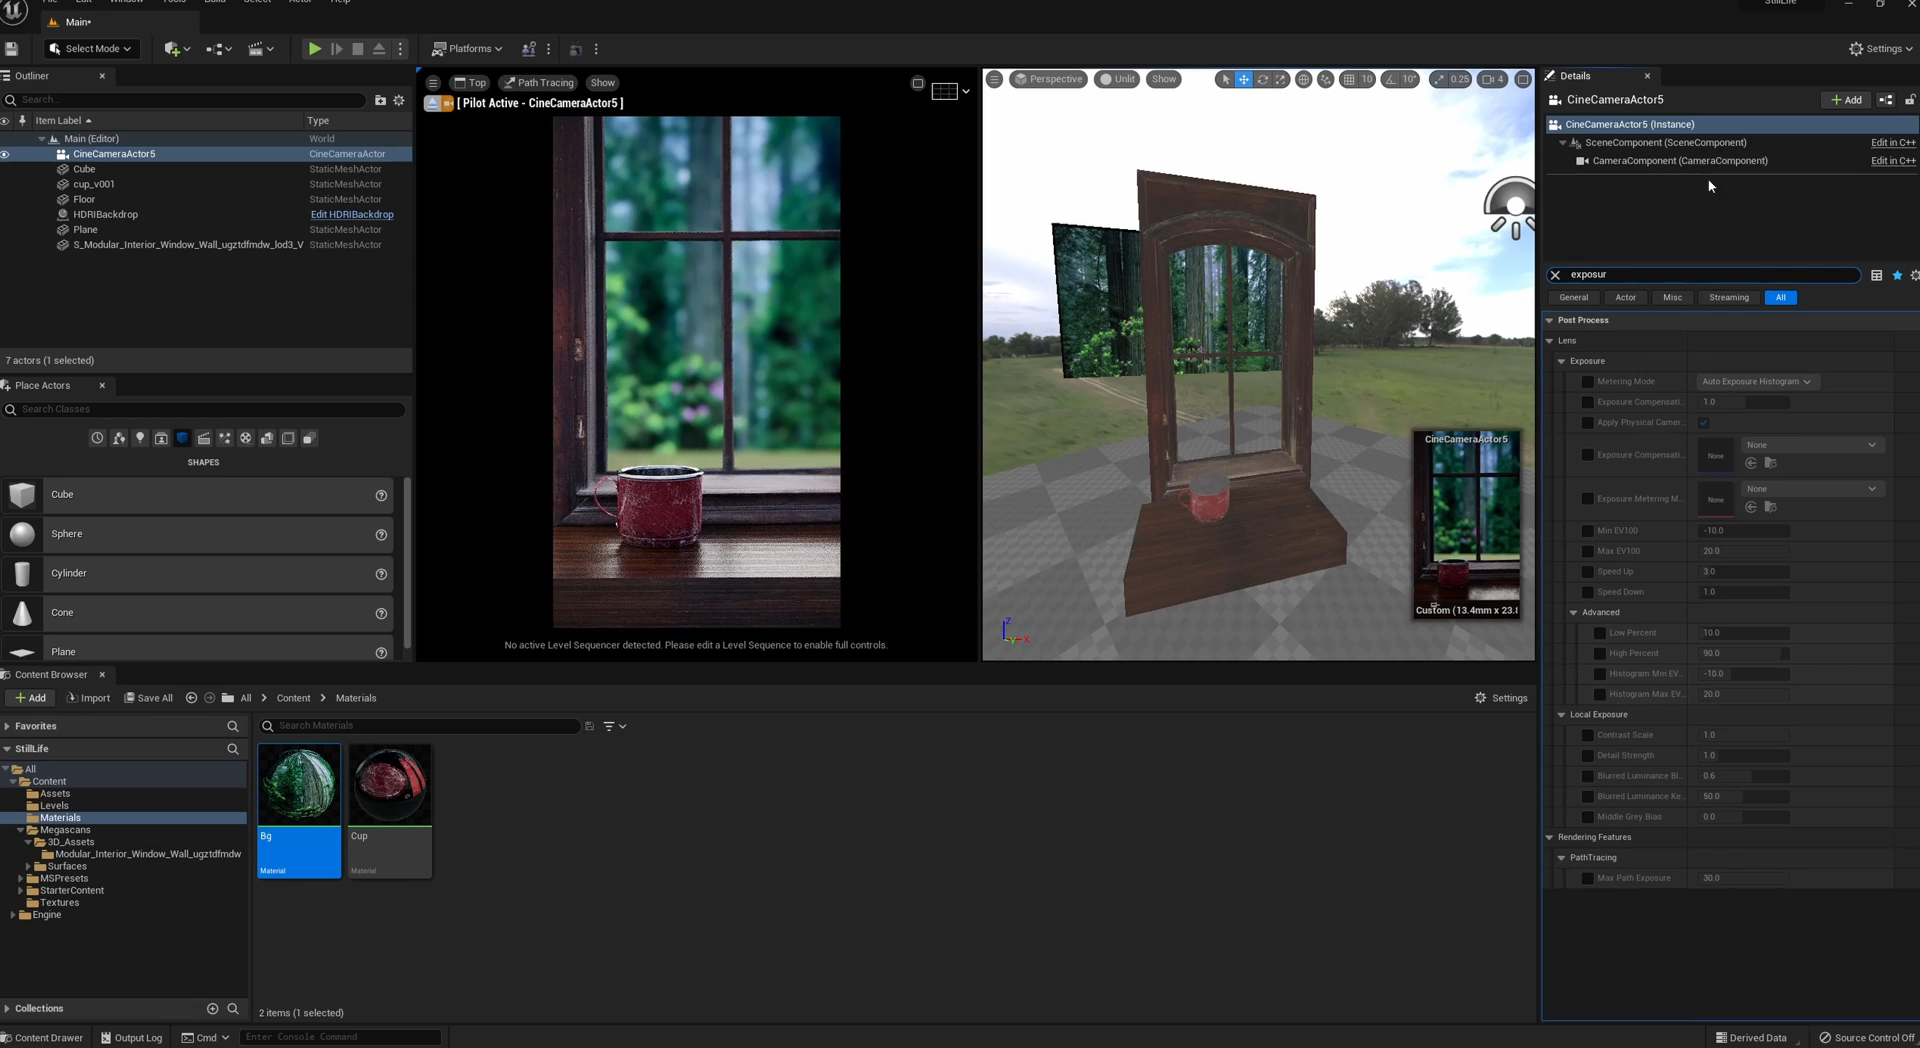 File Edit Window Tools Build Select Actor Help
StillLife
Main•
Select Mode
Platforms
Settings
Outliner
Search...
Item Label
Type
Main (Editor)
World
CineCameraActor5
CineCameraActor
Cube
StaticMeshActor
cup_v001
StaticMeshActor
Floor
StaticMeshActor
HDRIBackdrop
Edit HDRIBackdrop
Plane
StaticMeshActor
S_Modular_Interior_Window_Wall_ugztdfmdw_lod3_V
StaticMeshActor
7 actors (1 selected)
Place Actors
Search Classes
SHAPES
Cube
Sphere
Cylinder
Cone
Plane
Top
Path Tracing
Show
[ Pilot Active - CineCameraActor5 ]
No active Level Sequencer detected. Please edit a Level Sequence to enable full controls.
Perspective
Unlit
Show
10
10°
0.25
4
CineCameraActor5
Custom (13.4mm x 23.8
Z
X
Details
CineCameraActor5
Add
CineCameraActor5 (Instance)
SceneComponent (SceneComponent)
Edit in C++
CameraComponent (CameraComponent)
Edit in C++
exposur
General
Actor
Misc
Streaming
All
Post Process
Lens
Exposure
Metering Mode
Auto Exposure Histogram
Exposure Compensati..
1.0
Apply Physical Camer..
Exposure Compensati..
None
None
Exposure Metering M..
None
None
Min EV100
-10.0
Max EV100
20.0
Speed Up
3.0
Speed Down
1.0
Advanced
Low Percent
10.0
High Percent
90.0
Histogram Min EV..
-10.0
Histogram Max EV..
20.0
Local Exposure
Contrast Scale
1.0
Detail Strength
1.0
Blurred Luminance Bl..
0.6
Blurred Luminance Ke..
50.0
Middle Grey Bias
0.0
Rendering Features
PathTracing
Max Path Exposure
30.0
Content Browser
Add
Import
Save All
All
Content
Materials
Settings
Favorites
StillLife
All
Content
Assets
Levels
Materials
Megascans
3D_Assets
Modular_Interior_Window_Wall_ugztdfmdw
Surfaces
MSPresets
StarterContent
Textures
Engine
Collections
Search Materials
Bg
Material
Cup
Material
2 items (1 selected)
Content Drawer
Output Log
Cmd
Enter Console Command
Derived Data
Source Control Off